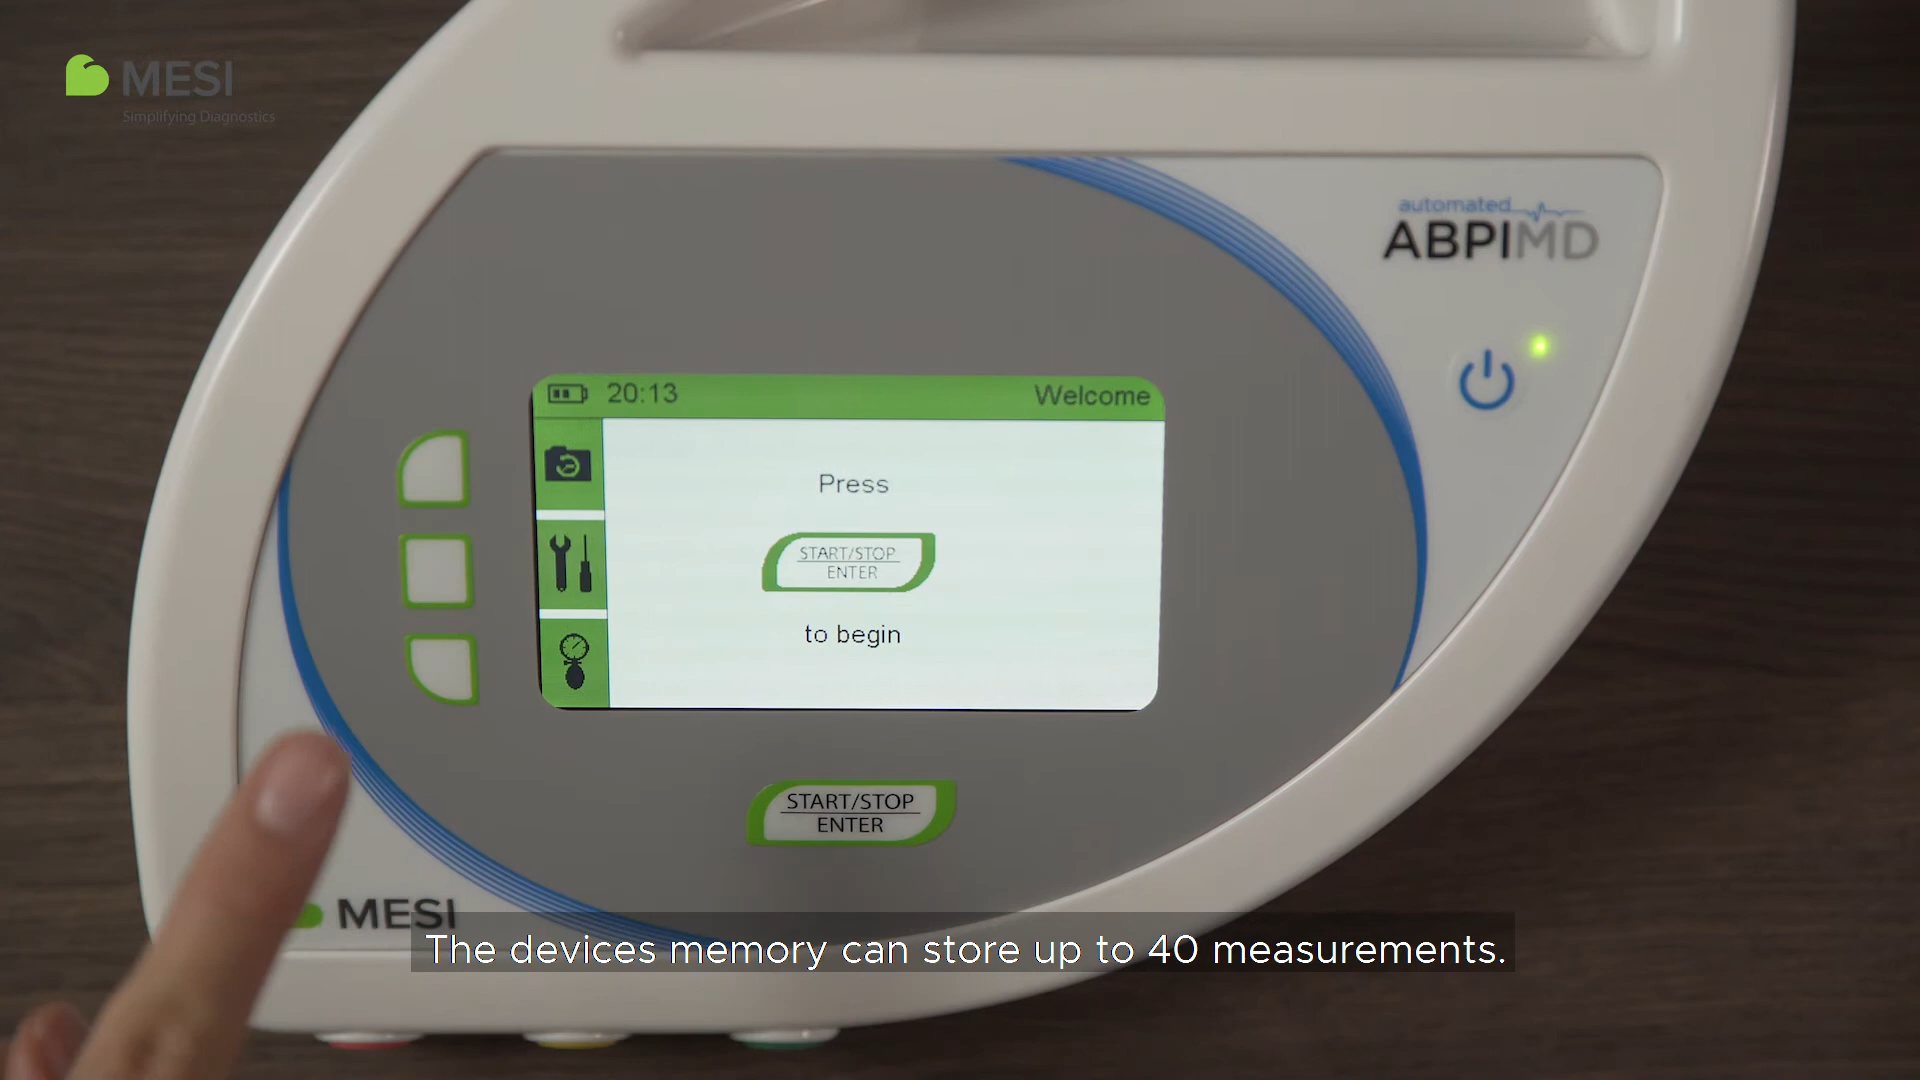 MESI
Simplifying Diagnostics
automated
ABPIMD
20:13 Welcome
Press
START/STOP
ENTER
to begin
START/STOP
ENTER
MESI
The devices memory can store up to 40 measurements.